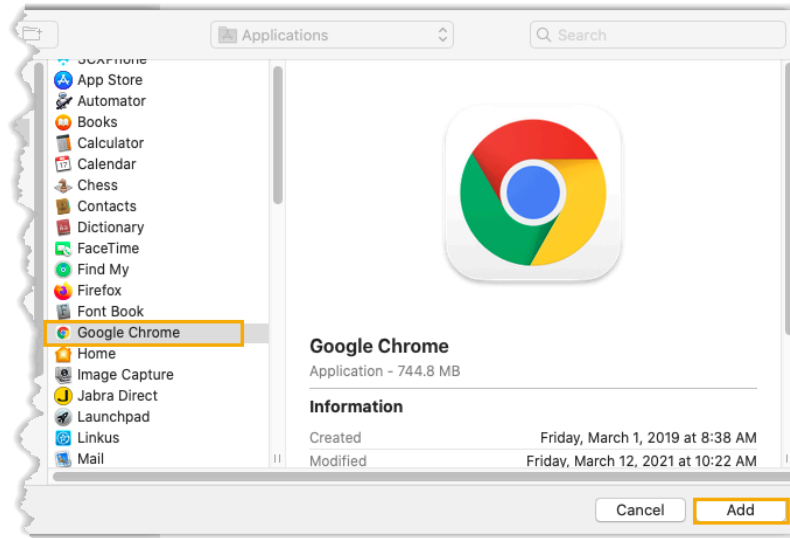 Applications
Search
3CXPhone
App Store
Automator
Books
Calculator
17
Calendar
Chess
Contacts
Dictionary
FaceTime
Find My
Firefox
Font Book
Google Chrome
Home
Image Capture
Jabra Direct
Launchpad
Linkus
Mail
Google Chrome
Application - 744.8 MB
Information
Created Friday, March 1, 2019 at 8:38 AM
Modified Friday, March 12, 2021 at 10:22 AM
Cancel Add